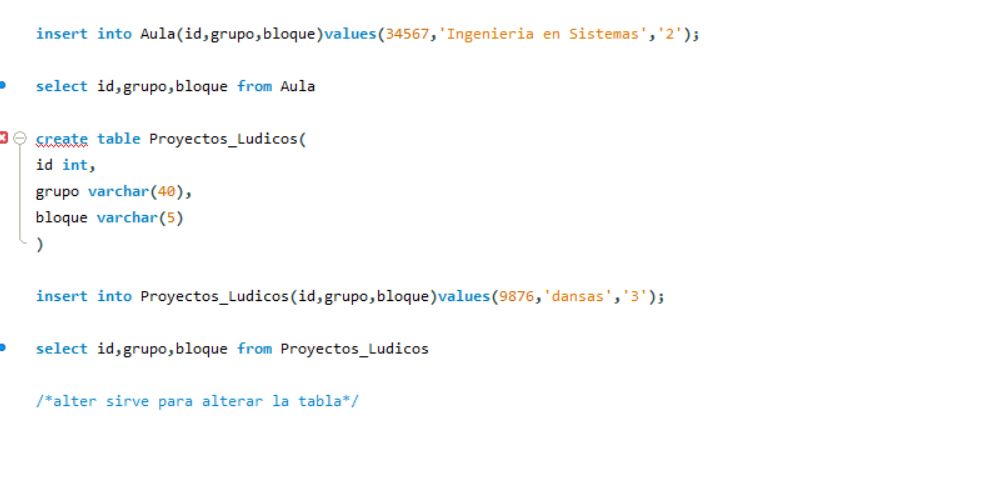 insert into Aula(id,grupo,bloque)values(34567,'Ingenieria en Sistemas','2');
select id,grupo,bloque from Aula
create table Proyectos_Ludicos(
id int,
grupo varchar(40),
bloque varchar(5)
)
insert into Proyectos_Ludicos(id,grupo,bloque)values(9876,'dansas','3');
select id,grupo,bloque from Proyectos_Ludicos
/*alter sirve para alterar la tabla*/